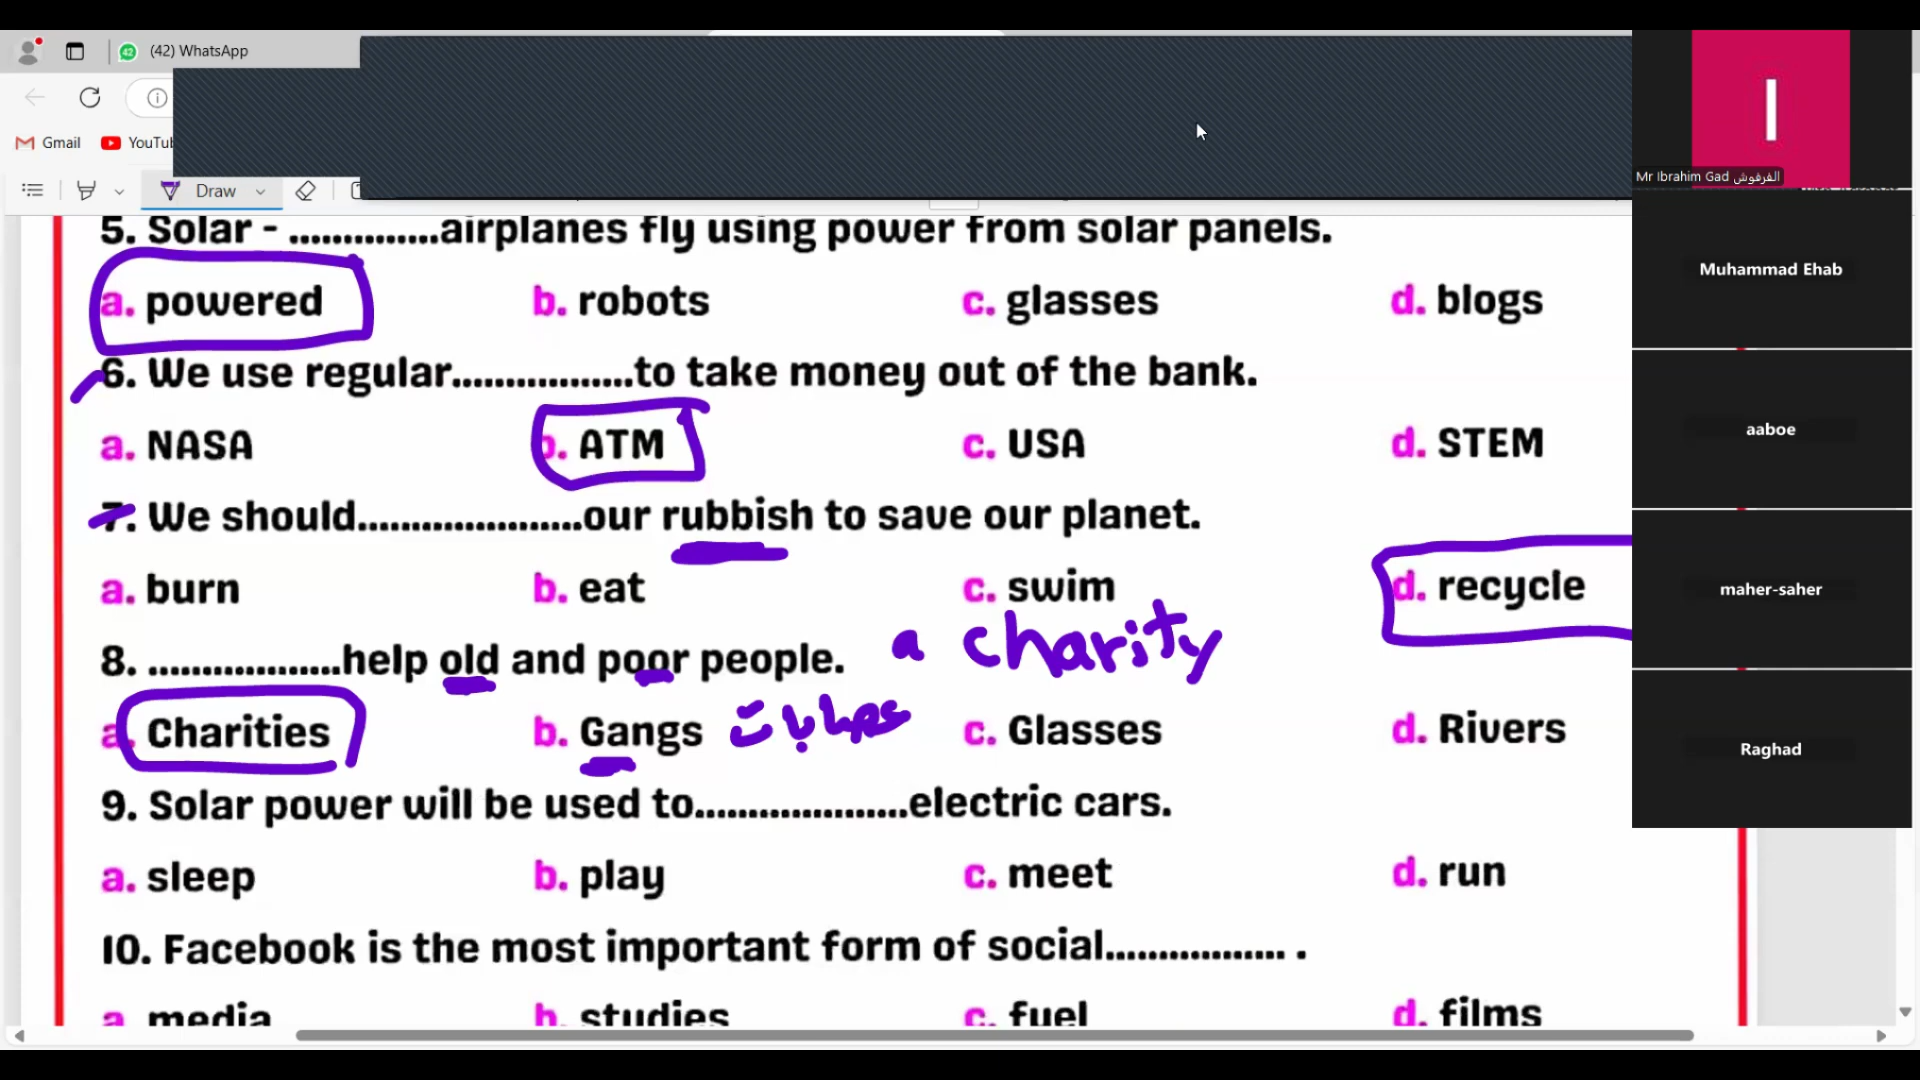 (42) WhatsApp
Gmail YouTub
Draw
5. Solar - ..............airplanes fly using power from solar panels.
a. powered b. robots c. glasses d. blogs
6. We use regular.................to take money out of the bank.
a. NASA b. ATM c. USA d. STEM
7. We should.....................our rubbish to save our planet.
a. burn b. eat c. swim d. recycle
8. ..................help old and poor people. a charity
a. Charities b. Gangs عصابات c. Glasses d. Rivers
9. Solar power will be used to....................electric cars.
a. sleep b. play c. meet d. run
10. Facebook is the most important form of social................. .
a. media b. studies c. fuel d. films
I
Mr Ibrahim Gad الفرفوش
Muhammad Ehab
aaboe
maher-saher
Raghad